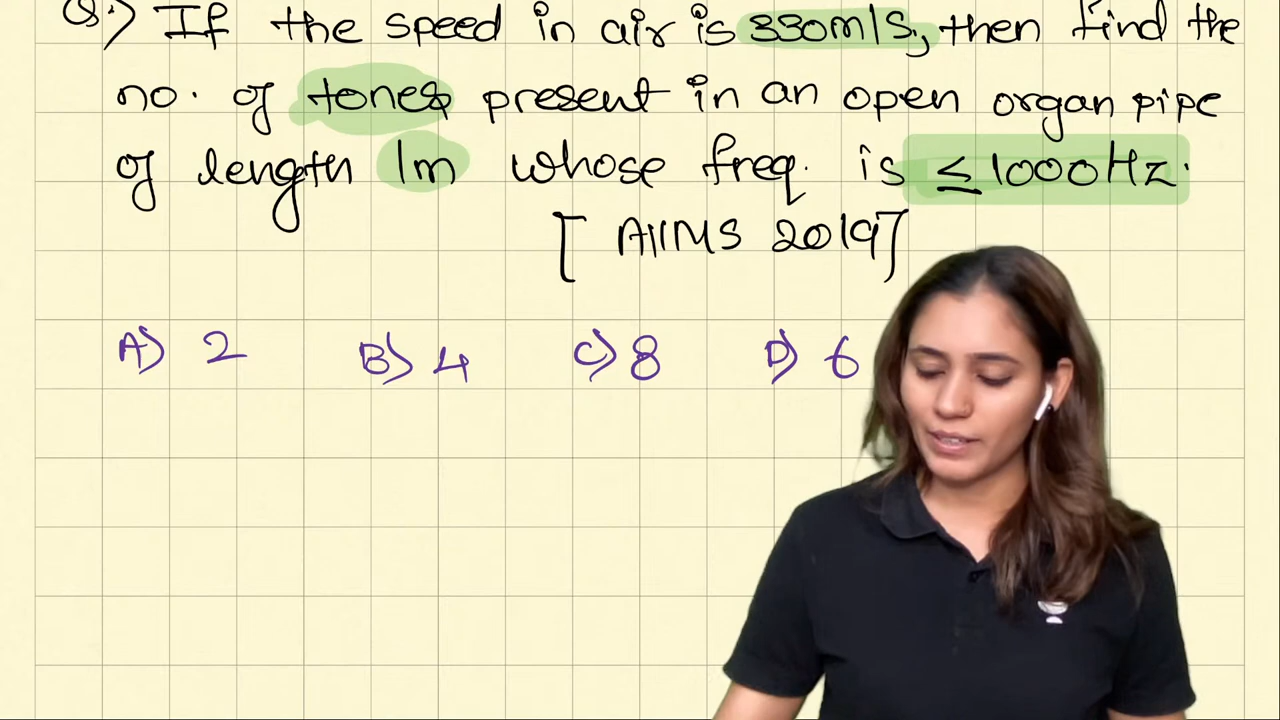 Q.) If the speed in air is 330m/s, then find the
no. of tones present in an open organ pipe
of length 1m whose freq. is ≤1000Hz.
[AIIMS 2019]
A) 2 B) 4 C) 8 D) 6